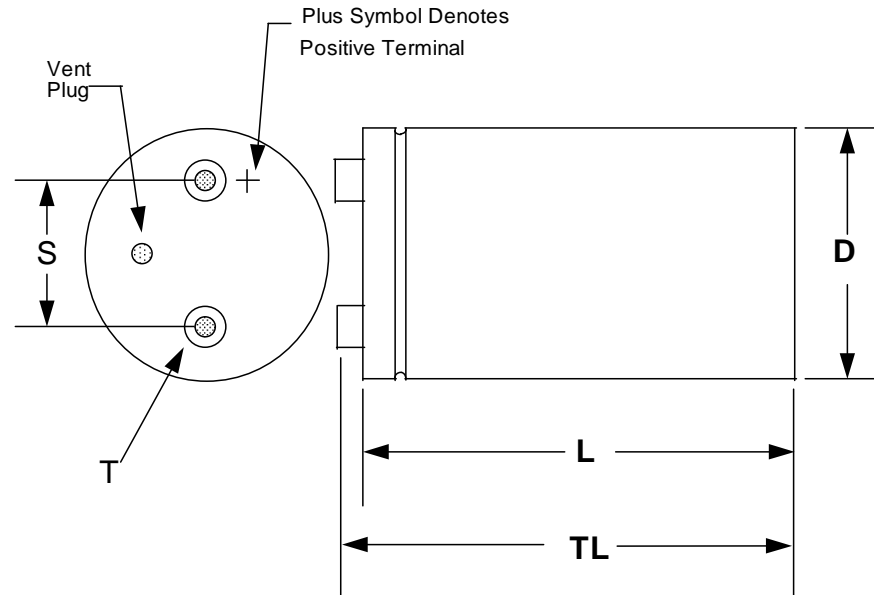 Plus Symbol Denotes
Positive Terminal
Vent
Plug
S
D
T
L
TL